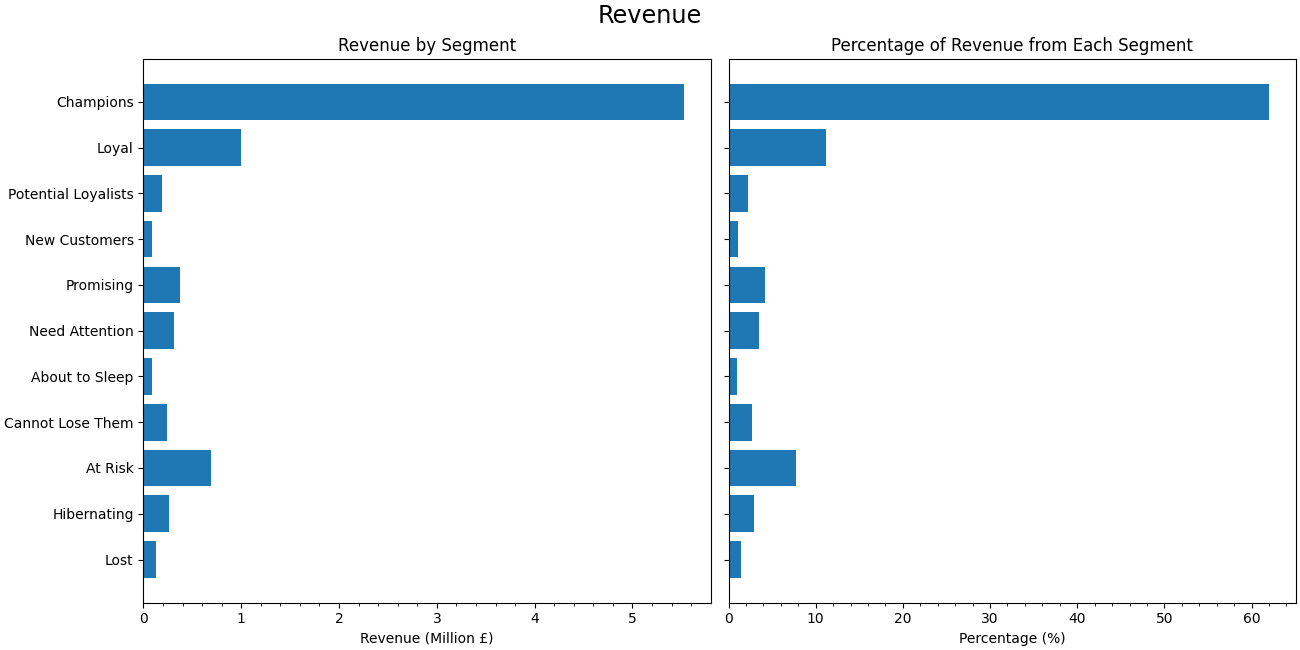 Revenue
Revenue by Segment
Champions
Loyal
Potential Loyalists
New Customers
Promising
Need Attention
About to Sleep
Cannot Lose Them
At Risk
Hibernating
Lost
0 1 2 3 4 5
Revenue (Million £)
Percentage of Revenue from Each Segment
0 10 20 30 40 50 60
Percentage (%)